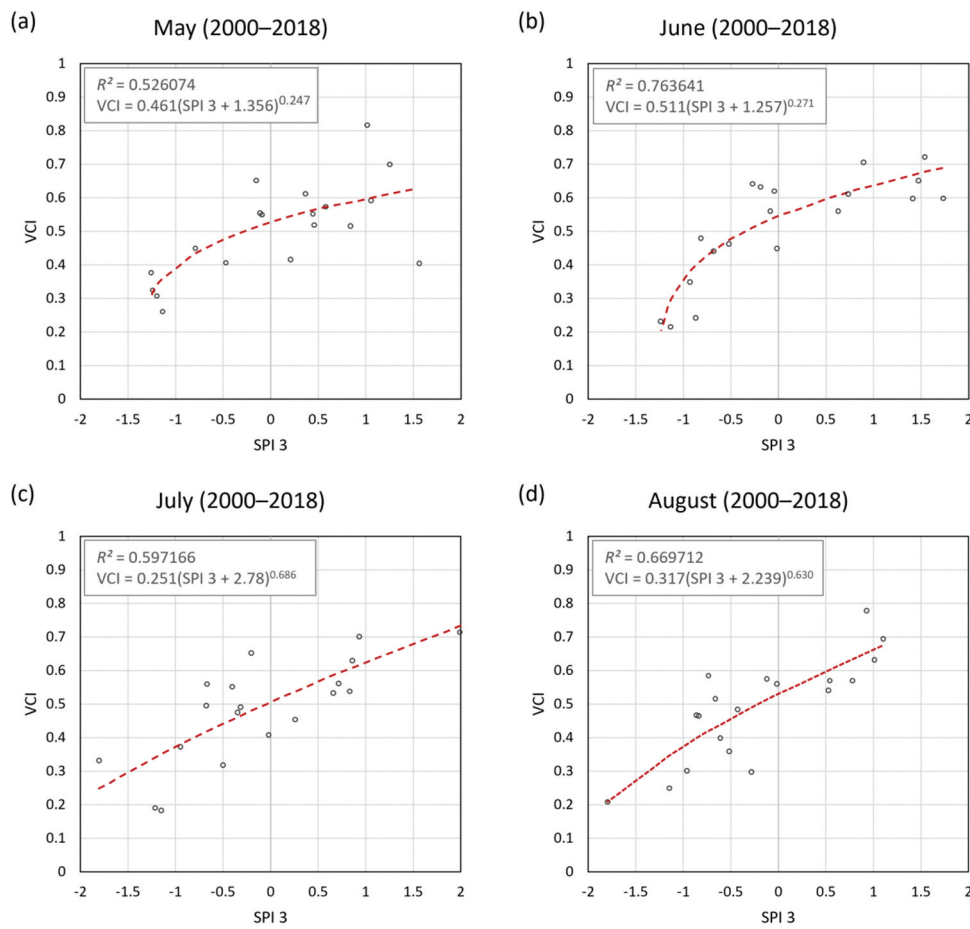 (a)
May (2000–2018)
R² = 0.526074
VCI = 0.461(SPI 3 + 1.356)^0.247
1
0.9
0.8
0.7
0.6
0.5
0.4
0.3
0.2
0.1
0
VCI
-2 -1.5 -1 -0.5 0 0.5 1 1.5 2
SPI 3
(b)
June (2000–2018)
R² = 0.763641
VCI = 0.511(SPI 3 + 1.257)^0.271
1
0.9
0.8
0.7
0.6
0.5
0.4
0.3
0.2
0.1
0
VCI
-2 -1.5 -1 -0.5 0 0.5 1 1.5 2
SPI 3
(c)
July (2000–2018)
R² = 0.597166
VCI = 0.251(SPI 3 + 2.78)^0.686
1
0.9
0.8
0.7
0.6
0.5
0.4
0.3
0.2
0.1
0
VCI
-2 -1.5 -1 -0.5 0 0.5 1 1.5 2
SPI 3
(d)
August (2000–2018)
R² = 0.669712
VCI = 0.317(SPI 3 + 2.239)^0.630
1
0.9
0.8
0.7
0.6
0.5
0.4
0.3
0.2
0.1
0
VCI
-2 -1.5 -1 -0.5 0 0.5 1 1.5 2
SPI 3